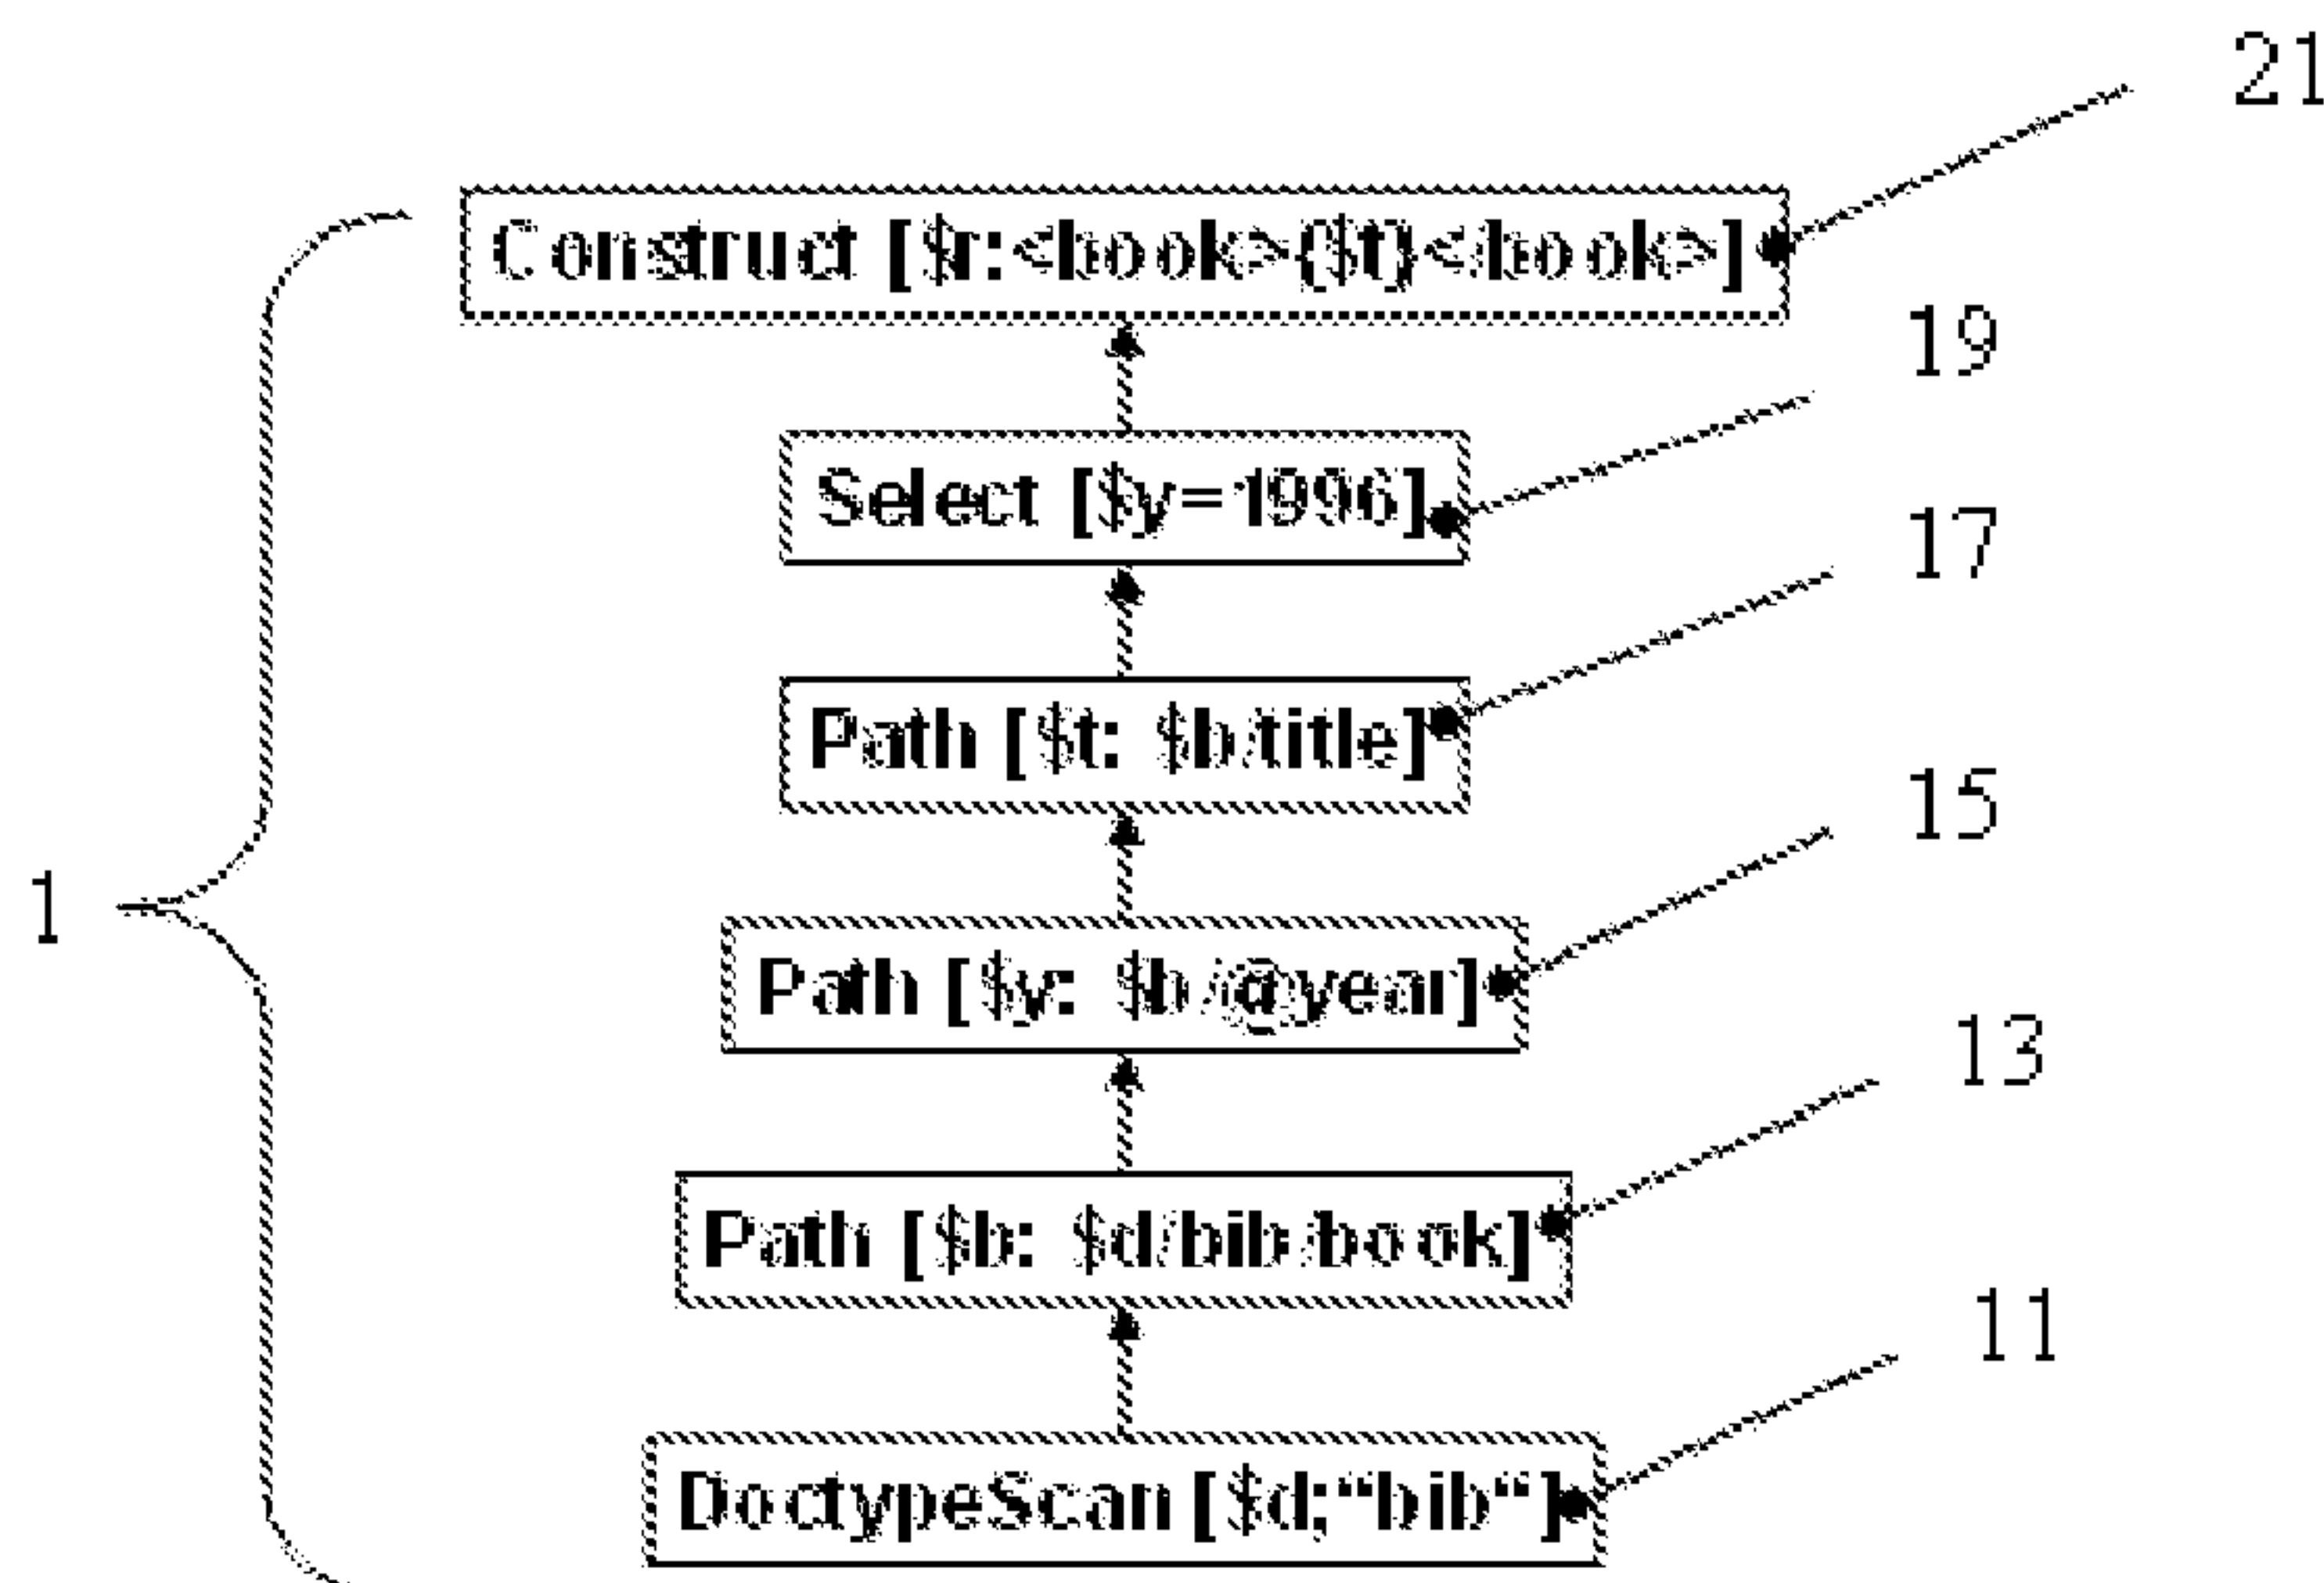 21
Construct [$r:<book>{$t}</book>]
19
Select [$y=1996]
17
Path [$t: $b/title]
15
1
Path [$y: $b/@year]
13
Path [$b: $d/bib/book]
11
DoctypeScan [$d;“bib“]